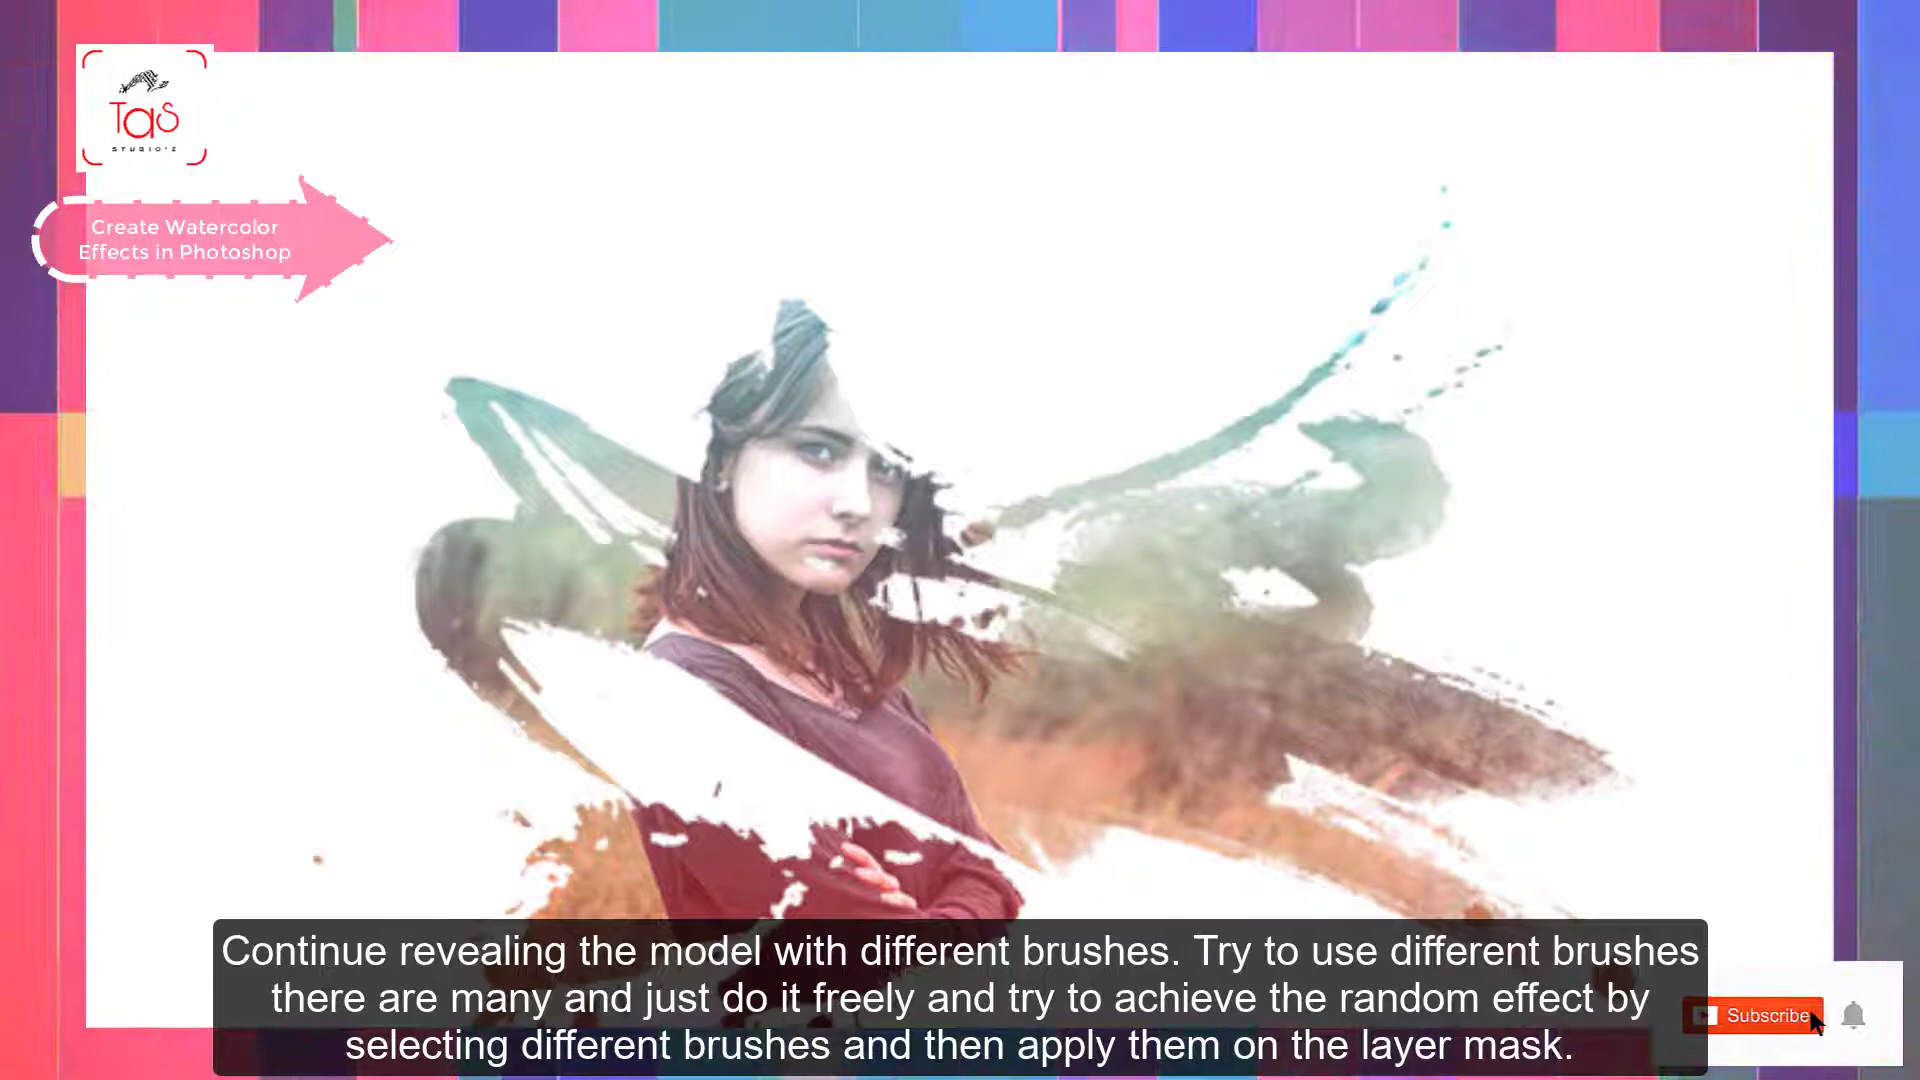 Tas
STUDIO'Z
Create Watercolor
Effects in Photoshop
Continue revealing the model with different brushes. Try to use different brushes
there are many and just do it freely and try to achieve the random effect by
selecting different brushes and then apply them on the layer mask.
Subscribe